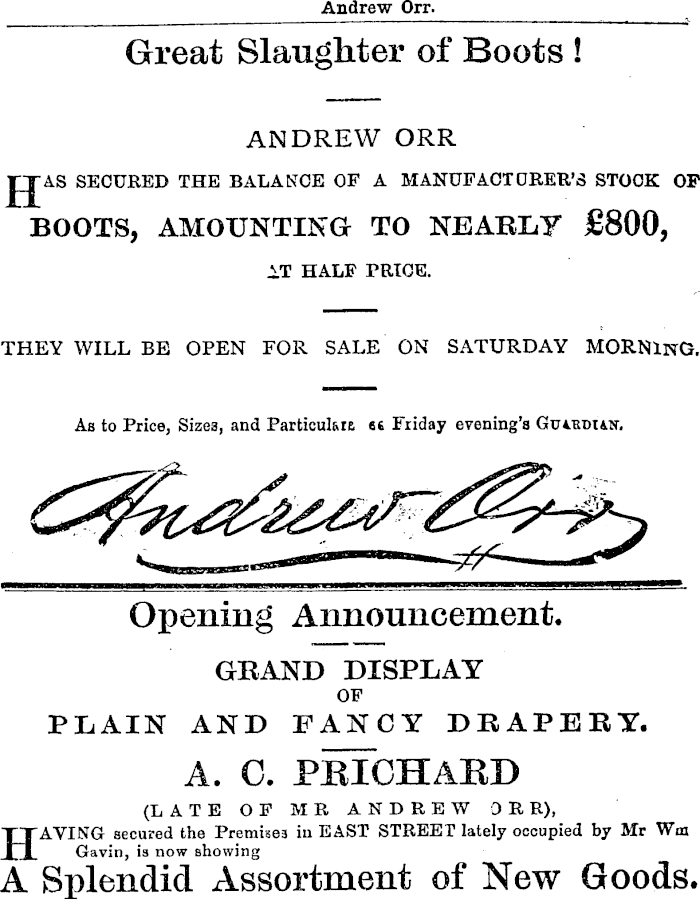 Andrew Orr.
Great Slaughter of Boots!
ANDREW ORR
HAS SECURED THE BALANCE OF A MANUFACTURER'S STOCK OF
BOOTS, AMOUNTING TO NEARLY £800,
AT HALF PRICE.
THEY WILL BE OPEN FOR SALE ON SATURDAY MORNING.
As to Price, Sizes, and Particulars Friday evening's GUARDIAN.
Andrew Orr
Opening Announcement.
GRAND DISPLAY
OF
PLAIN AND FANCY DRAPERY.
A. C. PRICHARD
(LATE OF MR ANDREW ORR),
HAVING secured the Premises in EAST STREET lately occupied by Mr Wm
Gavin, is now showing
A Splendid Assortment of New Goods.